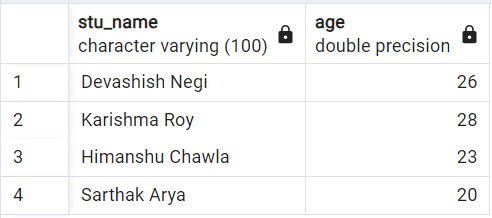 stu_name age
character varying (100) double precision
1 Devashish Negi 26
2 Karishma Roy 28
3 Himanshu Chawla 23
4 Sarthak Arya 20